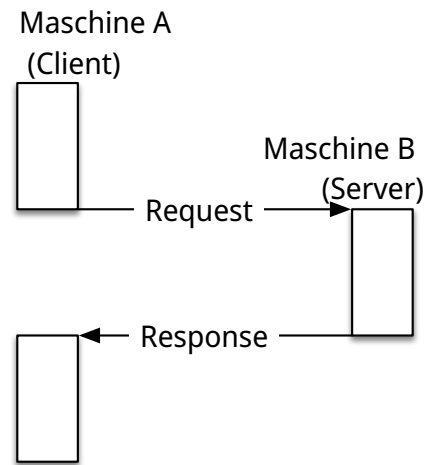 Maschine A
(Client)
Maschine B
(Server)
Request
Response